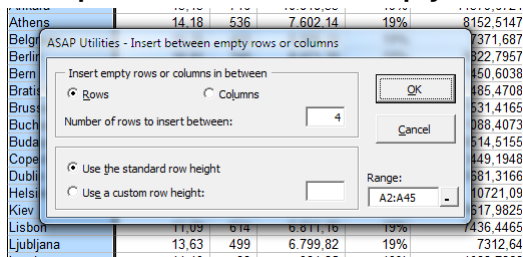 Athens 14,18 536 7.602,14 19% 8152,5147
Belgr 7371,687
ASAP Utilities - Insert between empty rows or columns
Berlin 822,7957
Insert empty rows or columns in between
Bern 450,6038
Rows Columns OK
Bratis 485,4708
Number of rows to insert between: 4
Bruss 531,4165
Cancel
Buch 088,4073
Buda 514,5155
Cope 449,1948
Use the standard row height
Dubli 681,3166
Range:
Helsi 10721,09
Use a custom row height: A2:A45 -
Kiev 617,9825
Lisbon 11,09 614 6.811,16 19% 7436,4465
Ljubljana 13,63 499 6.799,82 19% 7312,64